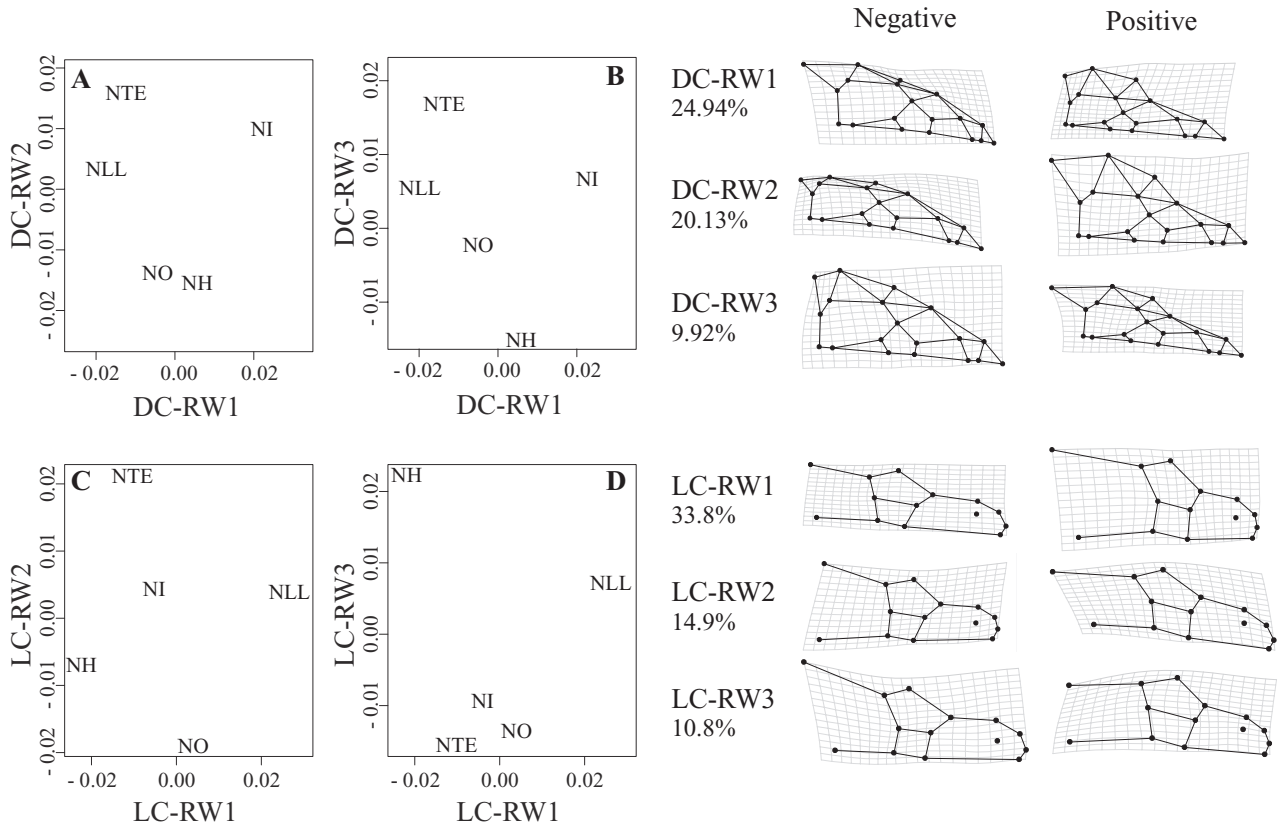 Negative Positive
A
NTE
NI
NLL
NO
NH
0.02
0.01
0.00
- 0.01
- 0.02
DC-RW2
- 0.02 0.00 0.02
DC-RW1
B
NTE
NI
NLL
NO
NH
0.02
0.01
0.00
- 0.01
DC-RW3
- 0.02 0.00 0.02
DC-RW1
DC-RW1
24.94%
DC-RW2
20.13%
DC-RW3
9.92%
C
NTE
NI
NLL
NH
NO
0.02
0.01
0.00
- 0.01
- 0.02
LC-RW2
- 0.02 0.00 0.02
LC-RW1
D
NH
NLL
NI
NO
NTE
0.02
0.01
0.00
- 0.01
LC-RW3
- 0.02 0.00 0.02
LC-RW1
LC-RW1
33.8%
LC-RW2
14.9%
LC-RW3
10.8%